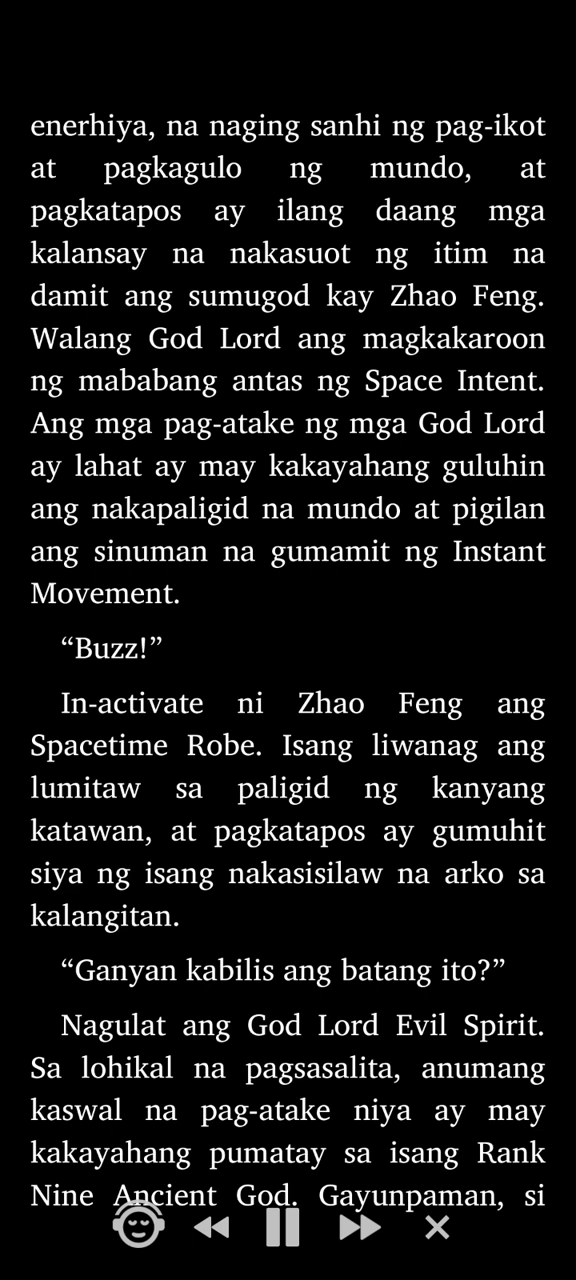 enerhiya, na naging sanhi ng pag-ikot
at pagkagulo ng mundo, at
pagkatapos ay ilang daang mga
kalansay na nakasuot ng itim na
damit ang sumugod kay Zhao Feng.
Walang God Lord ang magkakaroon
ng mababang antas ng Space Intent.
Ang mga pag-atake ng mga God Lord
ay lahat ay may kakayahang guluhin
ang nakapaligid na mundo at pigilan
ang sinuman na gumamit ng Instant
Movement.
“Buzz!”
In-activate ni Zhao Feng ang
Spacetime Robe. Isang liwanag ang
lumitaw sa paligid ng kanyang
katawan, at pagkatapos ay gumuhit
siya ng isang nakasisilaw na arko sa
kalangitan.
“Ganyan kabilis ang batang ito?”
Nagulat ang God Lord Evil Spirit.
Sa lohikal na pagsasalita, anumang
kaswal na pag-atake niya ay may
kakayahang pumatay sa isang Rank
Nine Ancient God. Gayunpaman, si